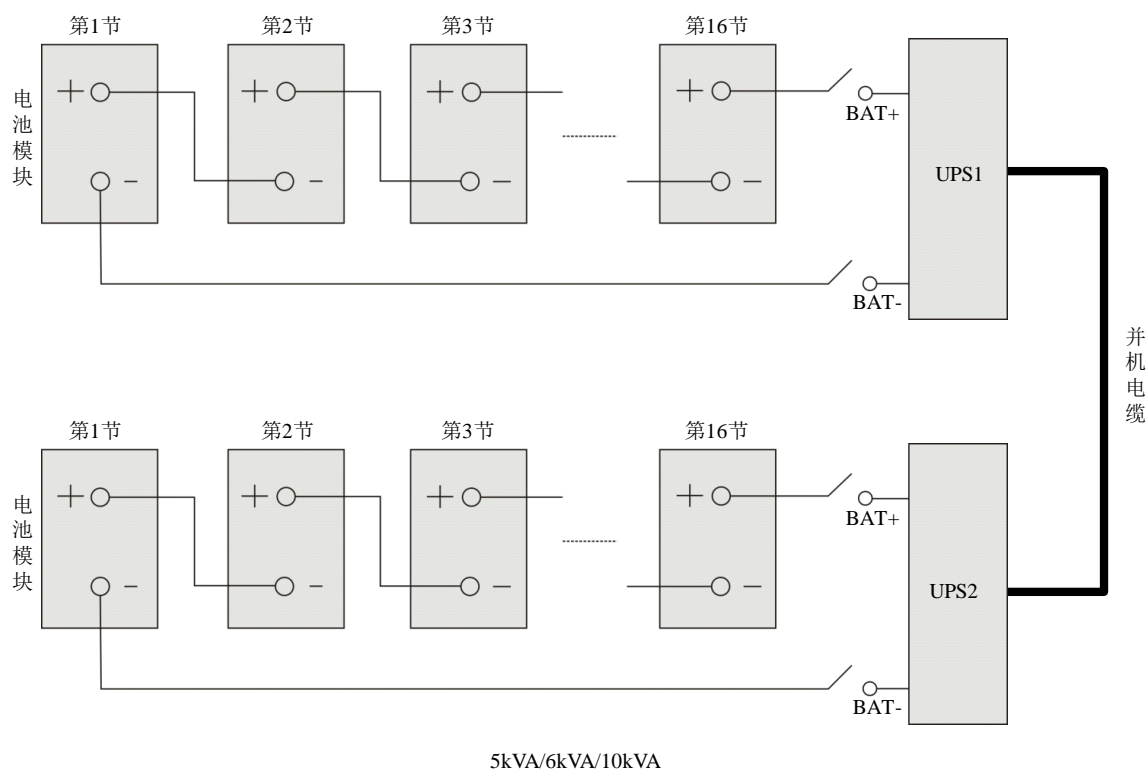 第1节 第2节 第3节 第16节
电池模块
+ + + +
BAT+
UPS1
- - - -
BAT-
并机电缆
第1节 第2节 第3节 第16节
电池模块
+ + + +
BAT+
UPS2
- - - -
BAT-
5kVA/6kVA/10kVA